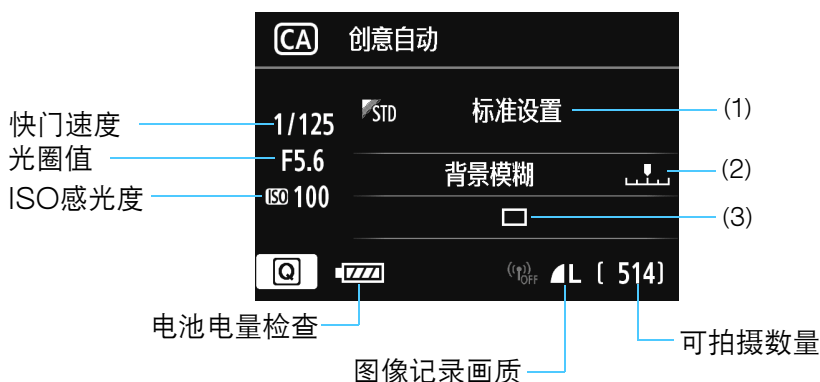 CA 创意自动
快门速度
1/125
STD 标准设置
(1)
光圈值
F5.6
背景模糊
(2)
ISO感光度
ISO 100
(3)
Q
OFF
L [ 514]
电池电量检查
可拍摄数量
图像记录画质